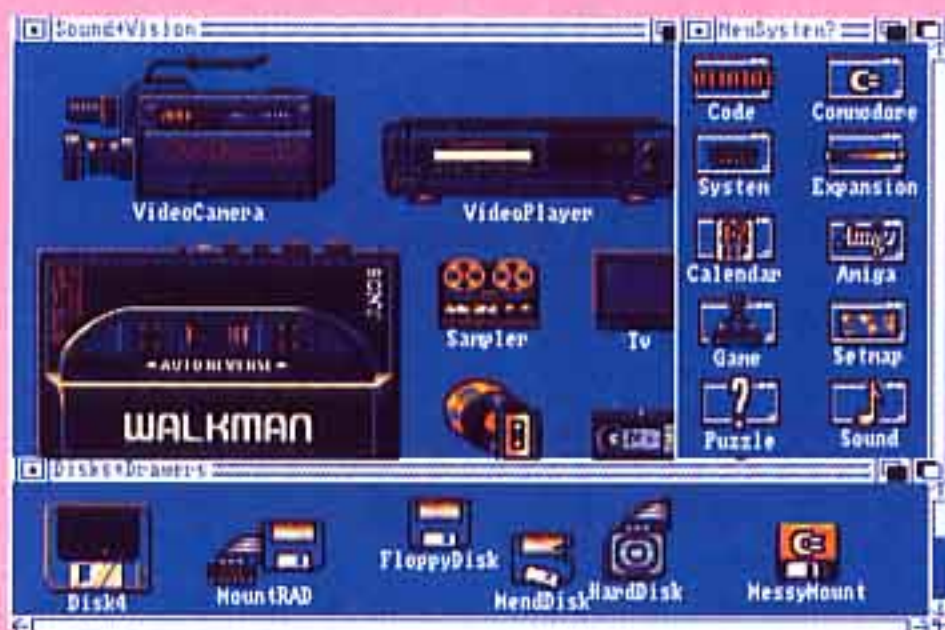 Sound+Vision
VideoCamera
VideoPlayer
AUTO REVERSE
WALKMAN
Sampler
Tv
NewSystem?
Code
Commodore
System
Expansion
Calendar
Amiga
Game
Setmap
Puzzle
Sound
Disks+Drawers
Disk4
MountRAD
FloppyDisk
MendDisk
HardDisk
MessyMount